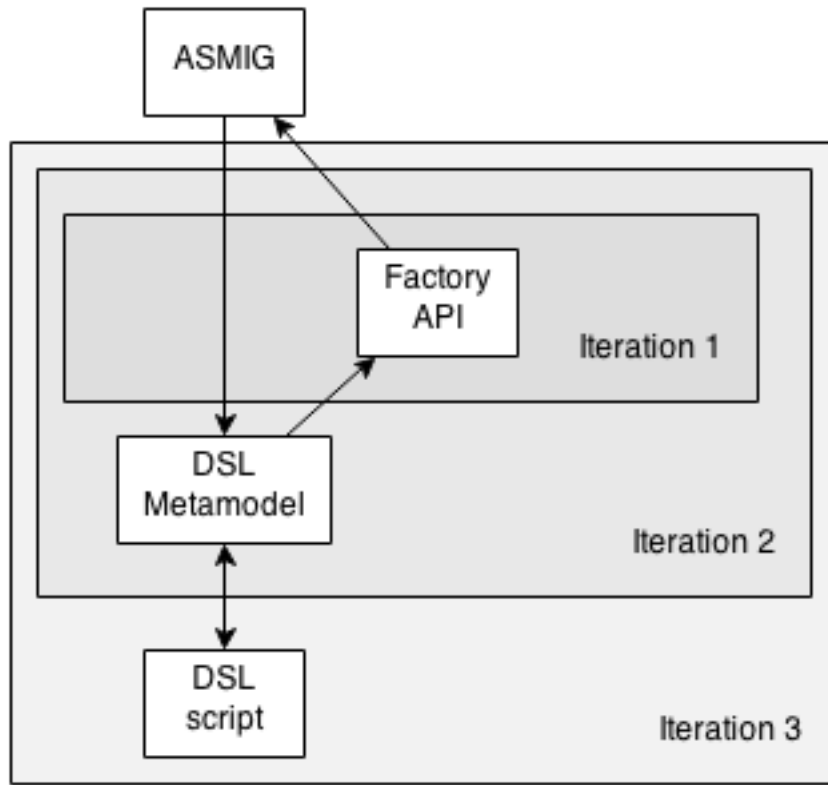 ASMIG
Factory
API
Iteration 1
DSL
Metamodel
Iteration 2
DSL
script
Iteration 3